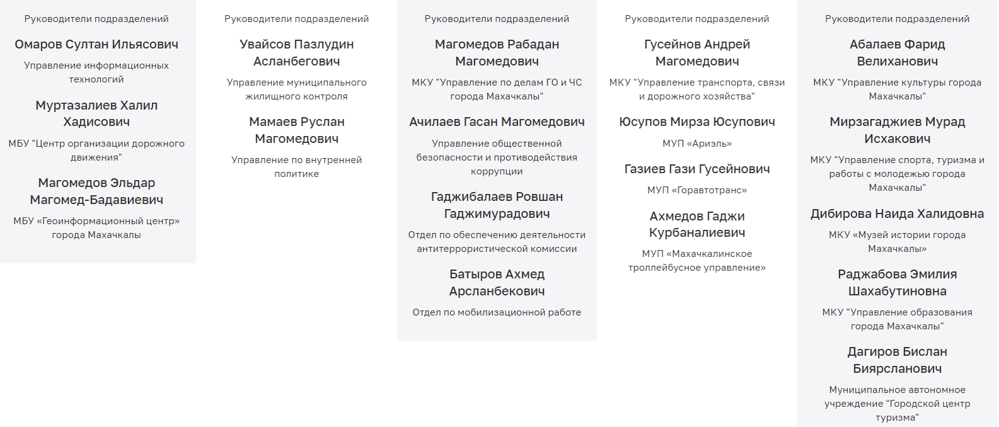 Руководители подразделений
Омаров Султан Ильясович
Управление информационных
технологий
Муртазалиев Халил
Хадисович
МБУ "Центр организации дорожного
движения"
Магомедов Эльдар
Магомед-Бадавиевич
МБУ «Геоинформационный центр»
города Махачкалы
Руководители подразделений
Увайсов Пазлудин
Асланбегович
Управление муниципального
жилищного контроля
Мамаев Руслан
Магомедович
Управление по внутренней
политике
Руководители подразделений
Магомедов Рабадан
Магомедович
МКУ "Управление по делам ГО и ЧС
города Махачкалы"
Ачилаев Гасан Магомедович
Управление общественной
безопасности и противодействия
коррупции
Гаджибалаев Ровшан
Гаджимурадович
Отдел по обеспечению деятельности
антитеррористической комиссии
Батыров Ахмед
Арсланбекович
Отдел по мобилизационной работе
Руководители подразделений
Гусейнов Андрей
Магомедович
МКУ "Управление транспорта, связи
и дорожного хозяйства"
Юсупов Мирза Юсупович
МУП «Ариэль»
Газиев Гази Гусейнович
МУП «Горавтотранс»
Ахмедов Гаджи
Курбаналиевич
МУП «Махачкалинское
троллейбусное управление»
Руководители подразделений
Абалаев Фарид
Велиханович
МКУ "Управление культуры города
Махачкалы"
Мирзагаджиев Мурад
Исхакович
МКУ "Управление спорта, туризма и
работы с молодежью города
Махачкалы"
Дибирова Наида Халидовна
МКУ «Музей истории города
Махачкалы»
Раджабова Эмилия
Шахабутиновна
МКУ "Управление образования
города Махачкалы"
Дагиров Бислан
Биярсланович
Муниципальное автономное
учреждение "Городской центр
туризма"